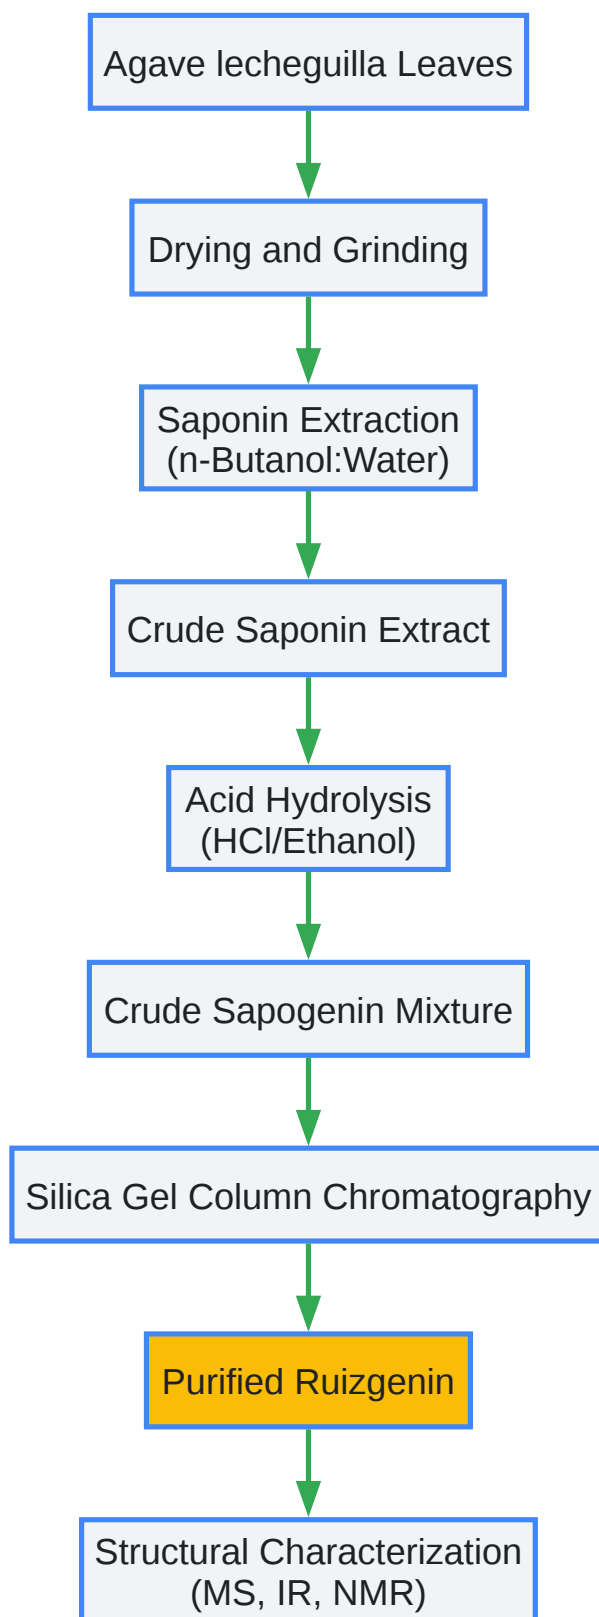 Agave lecheguilla Leaves
Drying and Grinding
Saponin Extraction
(n-Butanol:Water)
Crude Saponin Extract
Acid Hydrolysis
(HCl/Ethanol)
Crude Sapogenin Mixture
Silica Gel Column Chromatography
Purified Ruizgenin
Structural Characterization
(MS, IR, NMR)